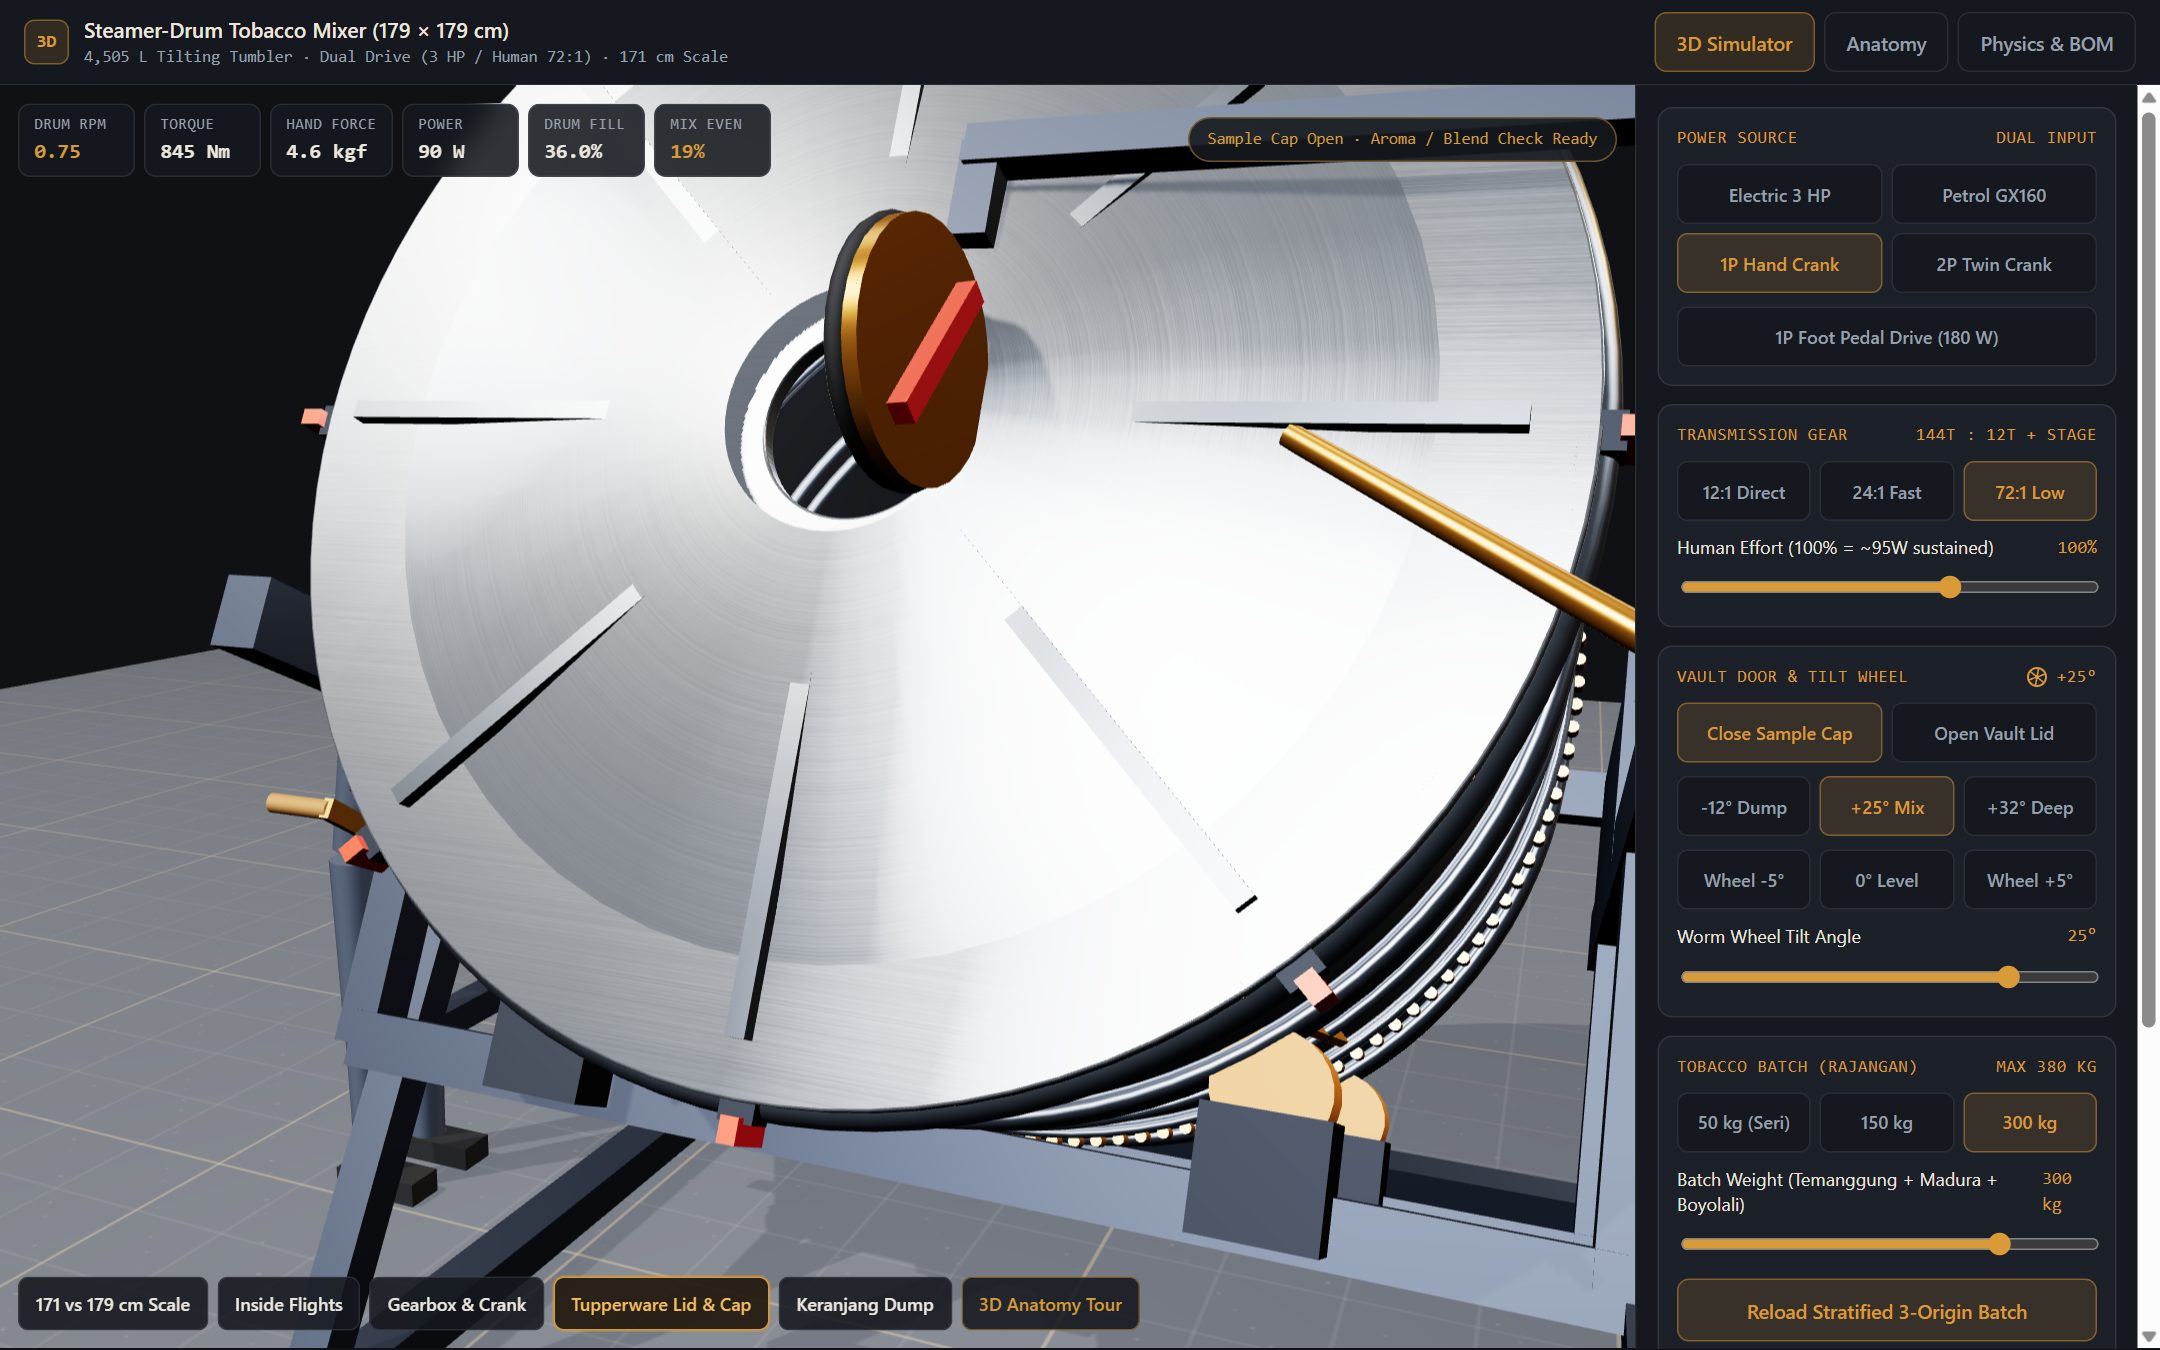 3D
Steamer-Drum Tobacco Mixer (179 × 179 cm)
4,505 L Tilting Tumbler · Dual Drive (3 HP / Human 72:1) · 171 cm Scale
3D Simulator
Anatomy
Physics & BOM
DRUM RPM
0.75
TORQUE
845 Nm
HAND FORCE
4.6 kgf
POWER
90 W
DRUM FILL
36.0%
MIX EVEN
19%
Sample Cap Open · Aroma / Blend Check Ready
POWER SOURCE
DUAL INPUT
Electric 3 HP
Petrol GX160
1P Hand Crank
2P Twin Crank
1P Foot Pedal Drive (180 W)
TRANSMISSION GEAR
144T : 12T + STAGE
12:1 Direct
24:1 Fast
72:1 Low
Human Effort (100% = ~95W sustained)
100%
VAULT DOOR & TILT WHEEL
+25°
Close Sample Cap
Open Vault Lid
-12° Dump
+25° Mix
+32° Deep
Wheel -5°
0° Level
Wheel +5°
Worm Wheel Tilt Angle
25°
TOBACCO BATCH (RAJANGAN)
MAX 380 KG
50 kg (Seri)
150 kg
300 kg
Batch Weight (Temanggung + Madura +
Boyolali)
300
kg
Reload Stratified 3-Origin Batch
171 vs 179 cm Scale
Inside Flights
Gearbox & Crank
Tupperware Lid & Cap
Keranjang Dump
3D Anatomy Tour